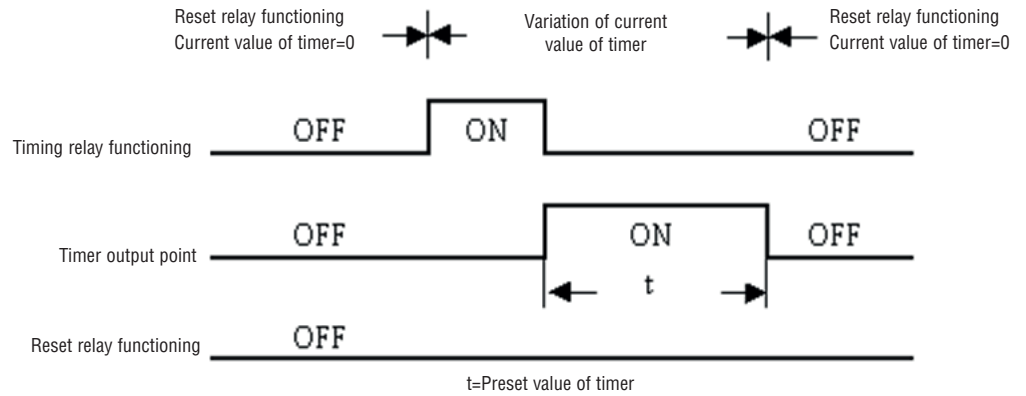 Reset relay functioning
Current value of timer=0
Variation of current
value of timer
Reset relay functioning
Current value of timer=0
Timing relay functioning
OFF
ON
OFF
Timer output point
OFF
ON
OFF
t
Reset relay functioning
OFF
t=Preset value of timer